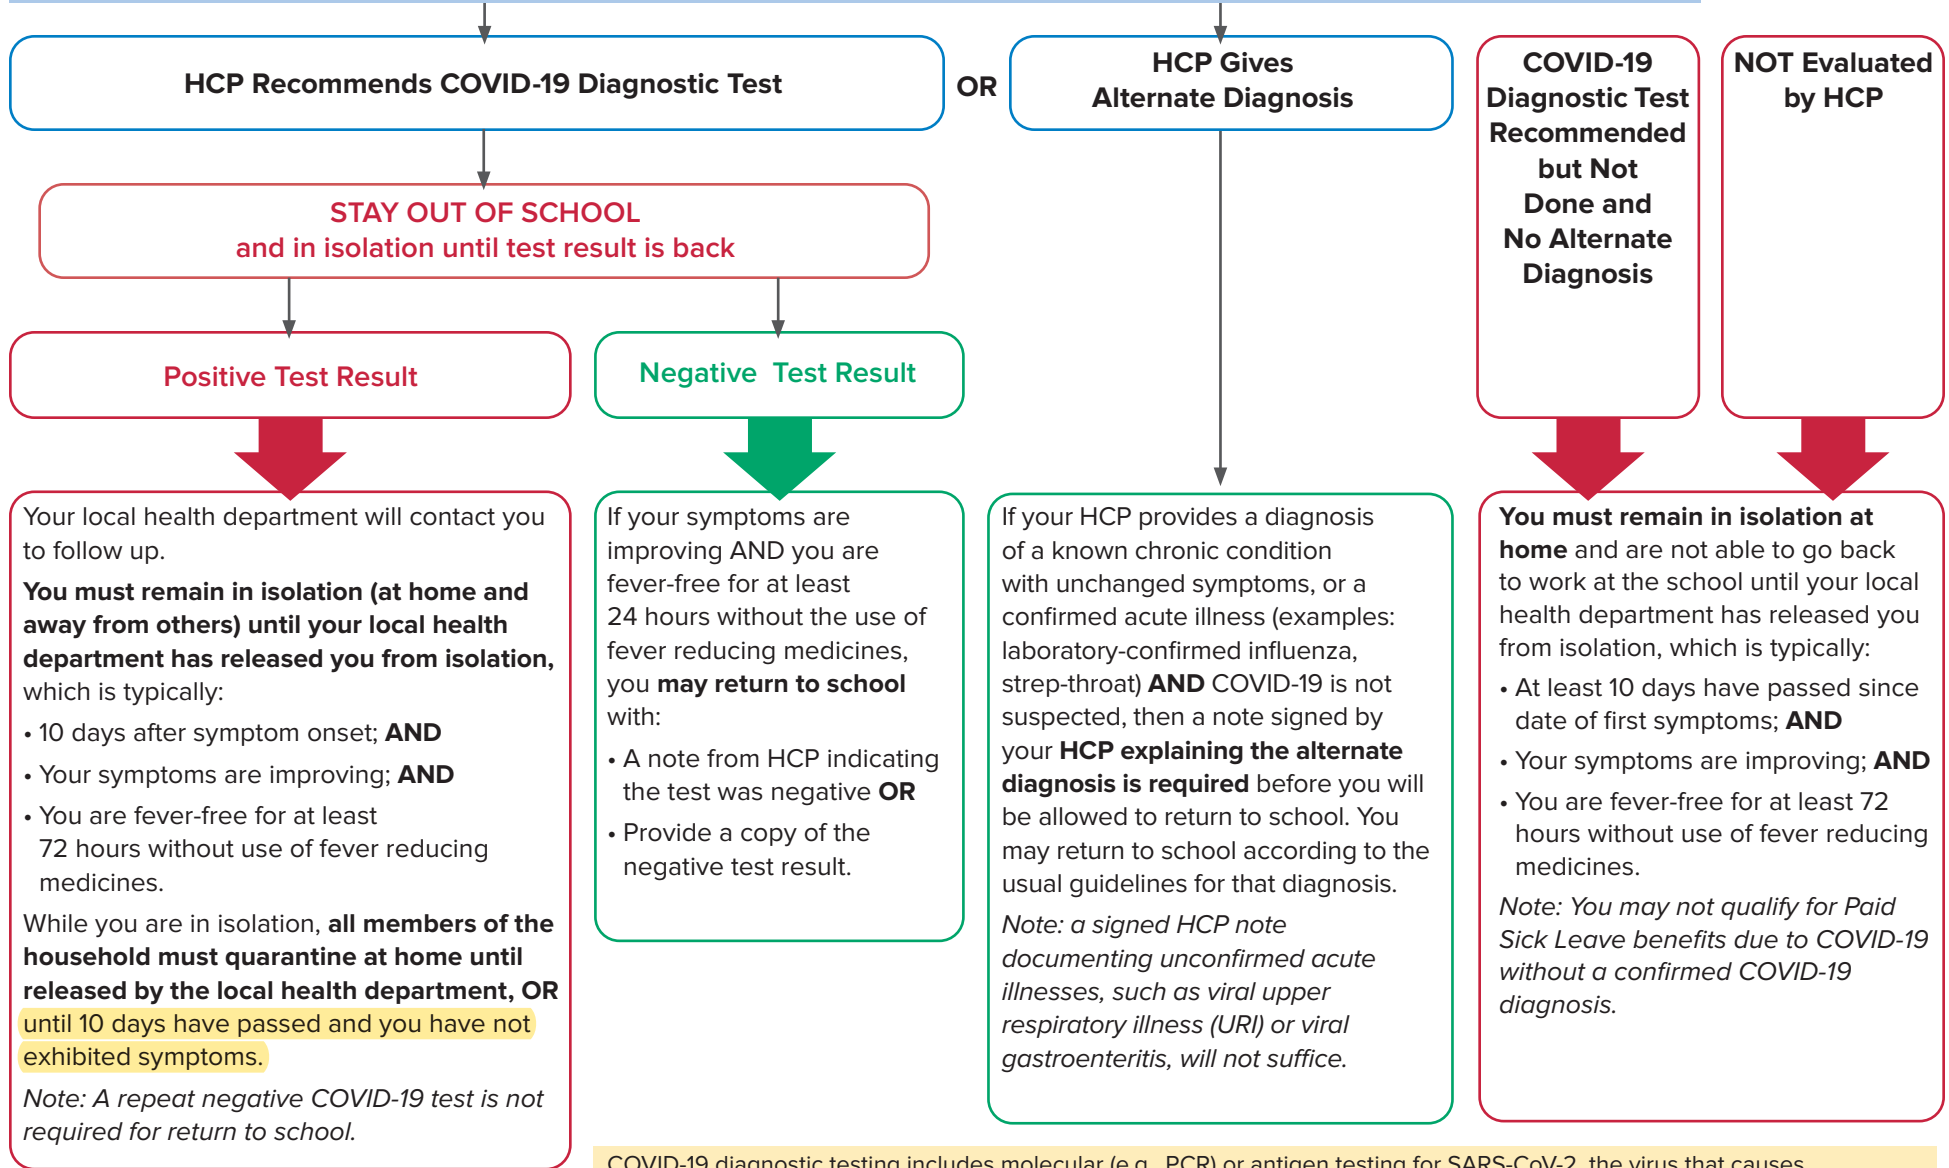 HCP Recommends COVID-19 Diagnostic Test
OR
HCP Gives
Alternate Diagnosis
COVID-19
Diagnostic Test
Recommended
but Not
Done and
No Alternate
Diagnosis
NOT Evaluated
by HCP
STAY OUT OF SCHOOL
and in isolation until test result is back
Positive Test Result
Negative Test Result
Your local health department will contact you
to follow up.
You must remain in isolation (at home and
away from others) until your local health
department has released you from isolation,
which is typically:
• 10 days after symptom onset; AND
• Your symptoms are improving; AND
• You are fever-free for at least
72 hours without use of fever reducing
medicines.
While you are in isolation, all members of the
household must quarantine at home until
released by the local health department, OR
until 10 days have passed and you have not
exhibited symptoms.
Note: A repeat negative COVID-19 test is not
required for return to school.
If your symptoms are
improving AND you are
fever-free for at least
24 hours without the use of
fever reducing medicines,
you may return to school
with:
• A note from HCP indicating
the test was negative OR
• Provide a copy of the
negative test result.
If your HCP provides a diagnosis
of a known chronic condition
with unchanged symptoms, or a
confirmed acute illness (examples:
laboratory-confirmed influenza,
strep-throat) AND COVID-19 is not
suspected, then a note signed by
your HCP explaining the alternate
diagnosis is required before you will
be allowed to return to school. You
may return to school according to the
usual guidelines for that diagnosis.
Note: a signed HCP note
documenting unconfirmed acute
illnesses, such as viral upper
respiratory illness (URI) or viral
gastroenteritis, will not suffice.
You must remain in isolation at
home and are not able to go back
to work at the school until your local
health department has released you
from isolation, which is typically:
• At least 10 days have passed since
date of first symptoms; AND
• Your symptoms are improving; AND
• You are fever-free for at least 72
hours without use of fever reducing
medicines.
Note: You may not qualify for Paid
Sick Leave benefits due to COVID-19
without a confirmed COVID-19
diagnosis.
COVID-19 diagnostic testing includes molecular (e.g., PCR) or antigen testing for SARS-CoV-2, the virus that causes